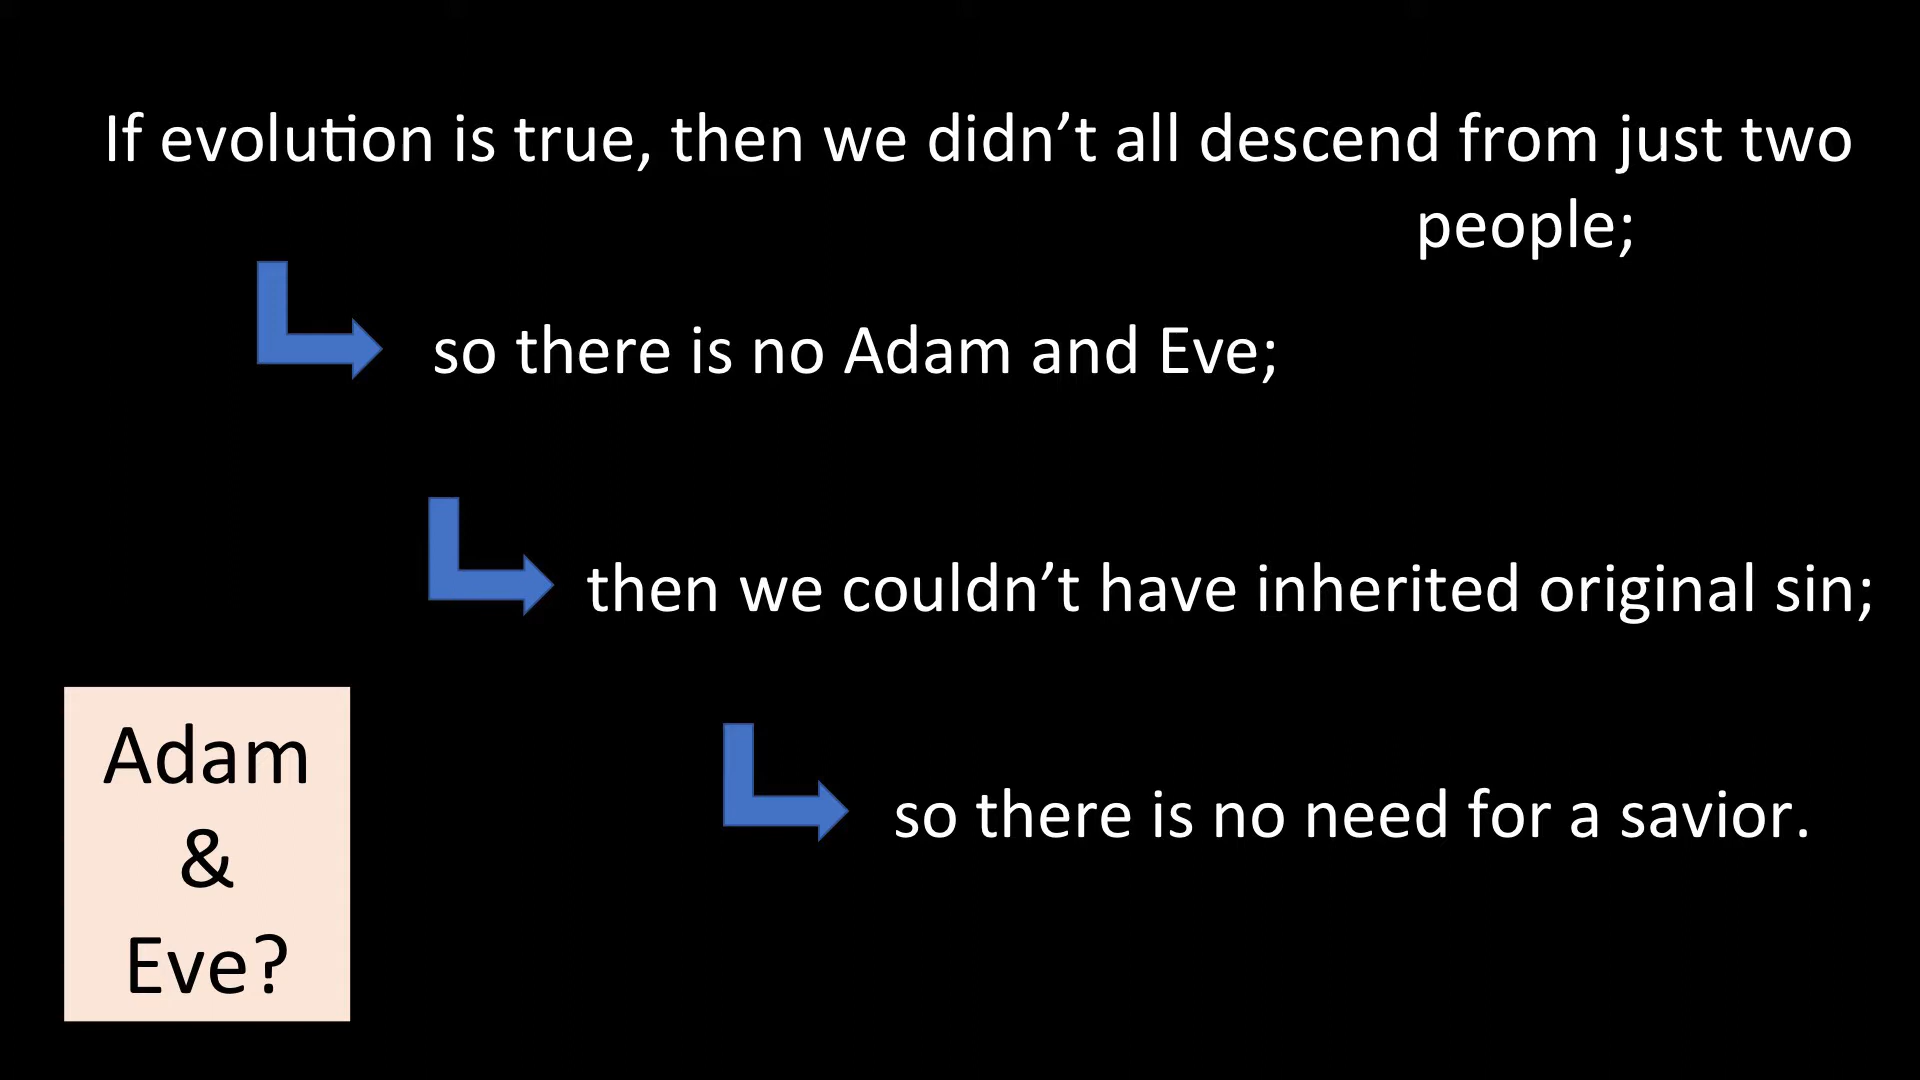 If evolution is true, then we didn’t all descend from just two
people;
so there is no Adam and Eve;
then we couldn’t have inherited original sin;
so there is no need for a savior.
Adam
&
Eve?